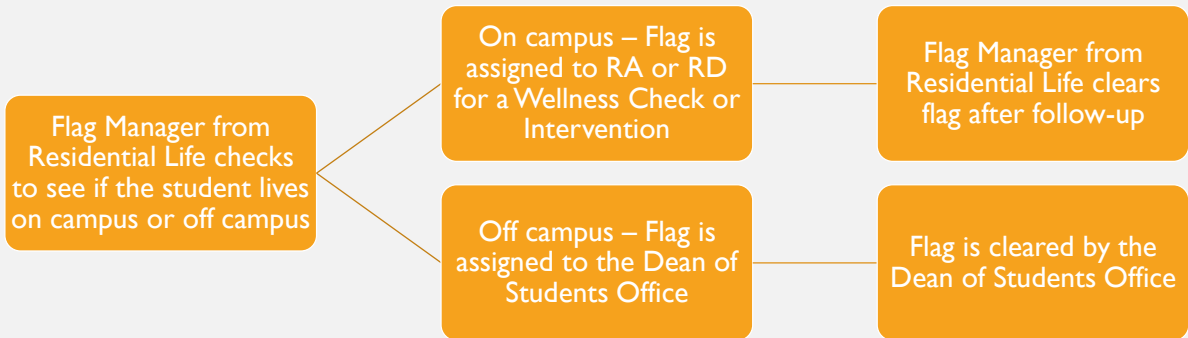 Flag Manager from
Residential Life checks
to see if the student lives
on campus or off campus
On campus – Flag is
assigned to RA or RD
for a Wellness Check or
Intervention
Flag Manager from
Residential Life clears
flag after follow-up
Off campus – Flag is
assigned to the Dean of
Students Office
Flag is cleared by the
Dean of Students Office